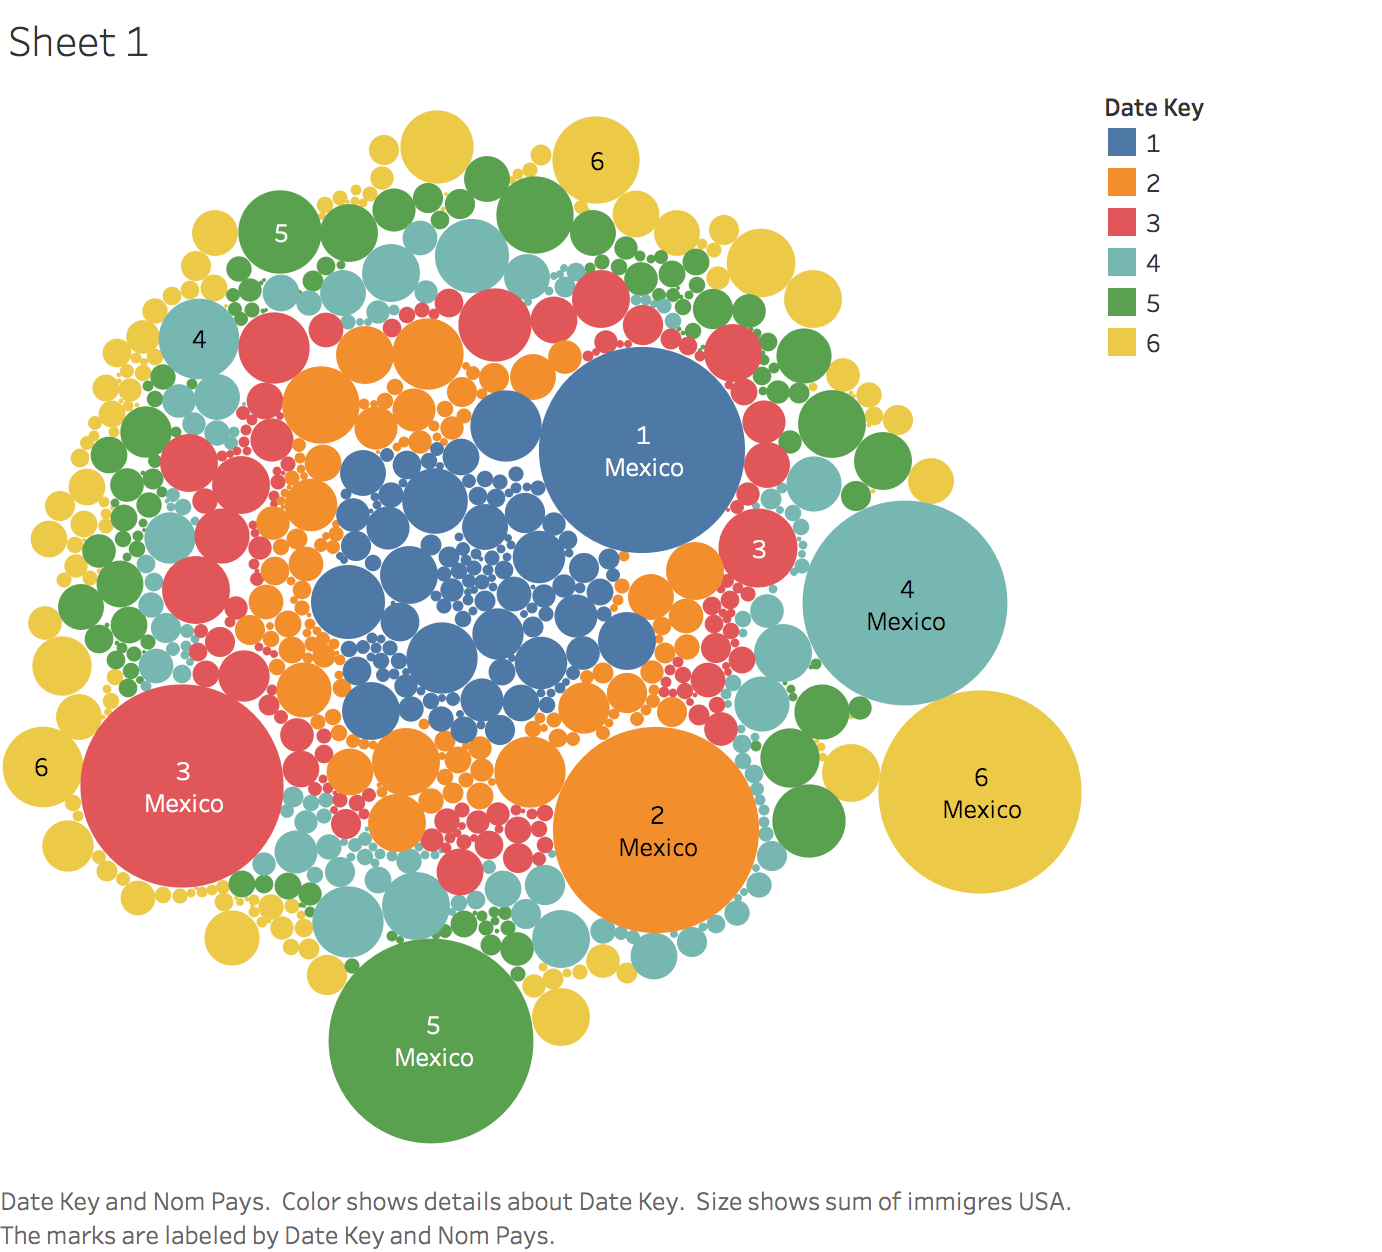 Sheet 1
Date Key
1
2
3
4
5
6
6
5
4
1
Mexico
3
4
Mexico
6
3
Mexico
2
Mexico
6
Mexico
5
Mexico
Date Key and Nom Pays.  Color shows details about Date Key.  Size shows sum of immigres USA.
The marks are labeled by Date Key and Nom Pays.